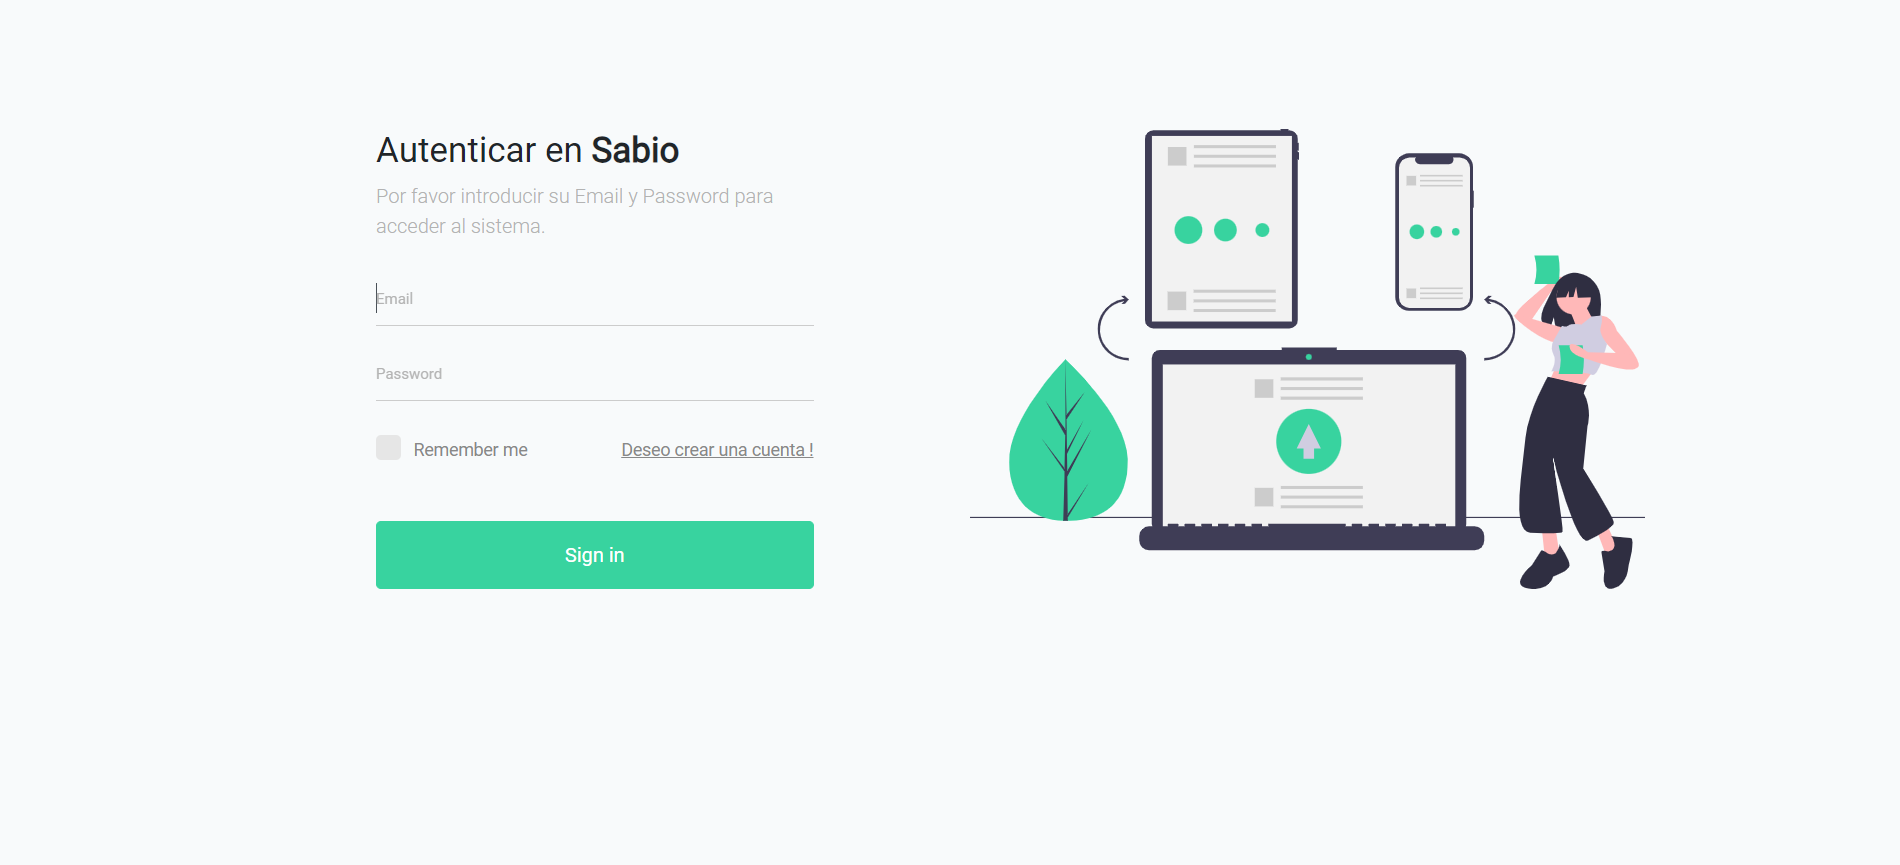 Autenticar en Sabio
Por favor introducir su Email y Password para
acceder al sistema.
Email
Password
Remember me
Deseo crear una cuenta !
Sign in